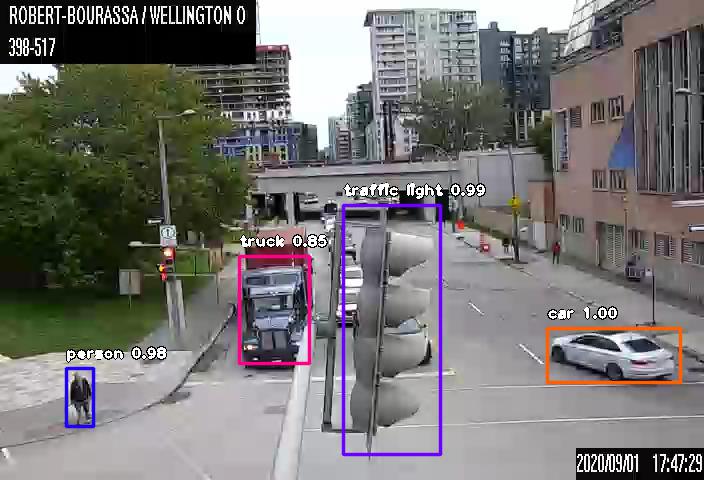 ROBERT-BOURASSA / WELLINGTON O
398-517
traffic light 0.99
truck 0.85
car 1.00
person 0.98
2020/09/01 17:47:29